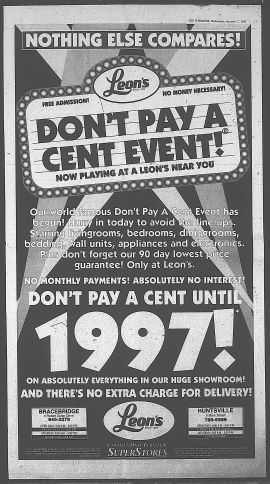 NOTHING ELSE COMPARES!
Leon's
FREE ADMISSION!
NO MONEY NECESSARY!
DON'T PAY A
CENT EVENT!
NOW PLAYING AT A LEON'S NEAR YOU
Our world famous Don't Pay A Cent Event has
begun! Hurry in today to avoid the lineups.
Starring livingrooms, bedrooms, diningrooms,
bedding, wall units, appliances and electronics.
Plus don't forget our 90 day lowest price
guarantee! Only at Leon's.
NO MONTHLY PAYMENTS! ABSOLUTELY NO INTEREST!
DON'T PAY A CENT UNTIL
1997!
ON ABSOLUTELY EVERYTHING IN OUR HUGE SHOWROOM!
AND THERE'S NO EXTRA CHARGE FOR DELIVERY!
BRACEBRIDGE
Leon's
HUNTSVILLE
CANADA'S ONLY FURNITURE
SUPERSTORES